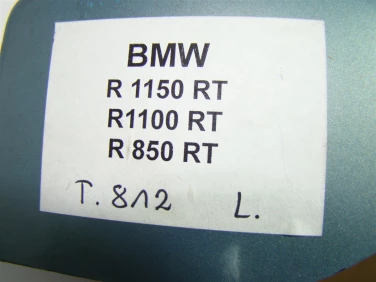 BMW
R 1150 RT
R1100 RT
R 850 RT
T. 812 L.